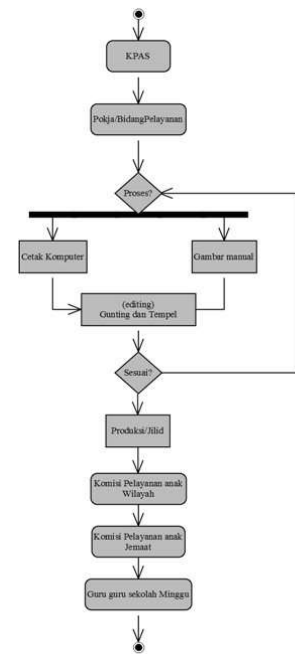 KPAS
Pokja/BidangPelayanan
Proses?
Cetak Komputer
Gambar manual
(editing)
Gunting dan Tempel
Sesuai?
Produksi/Jilid
Komisi Pelayanan anak
Wilayah
Komisi Pelayanan anak
Jemaat
Guru guru sekolah Minggu